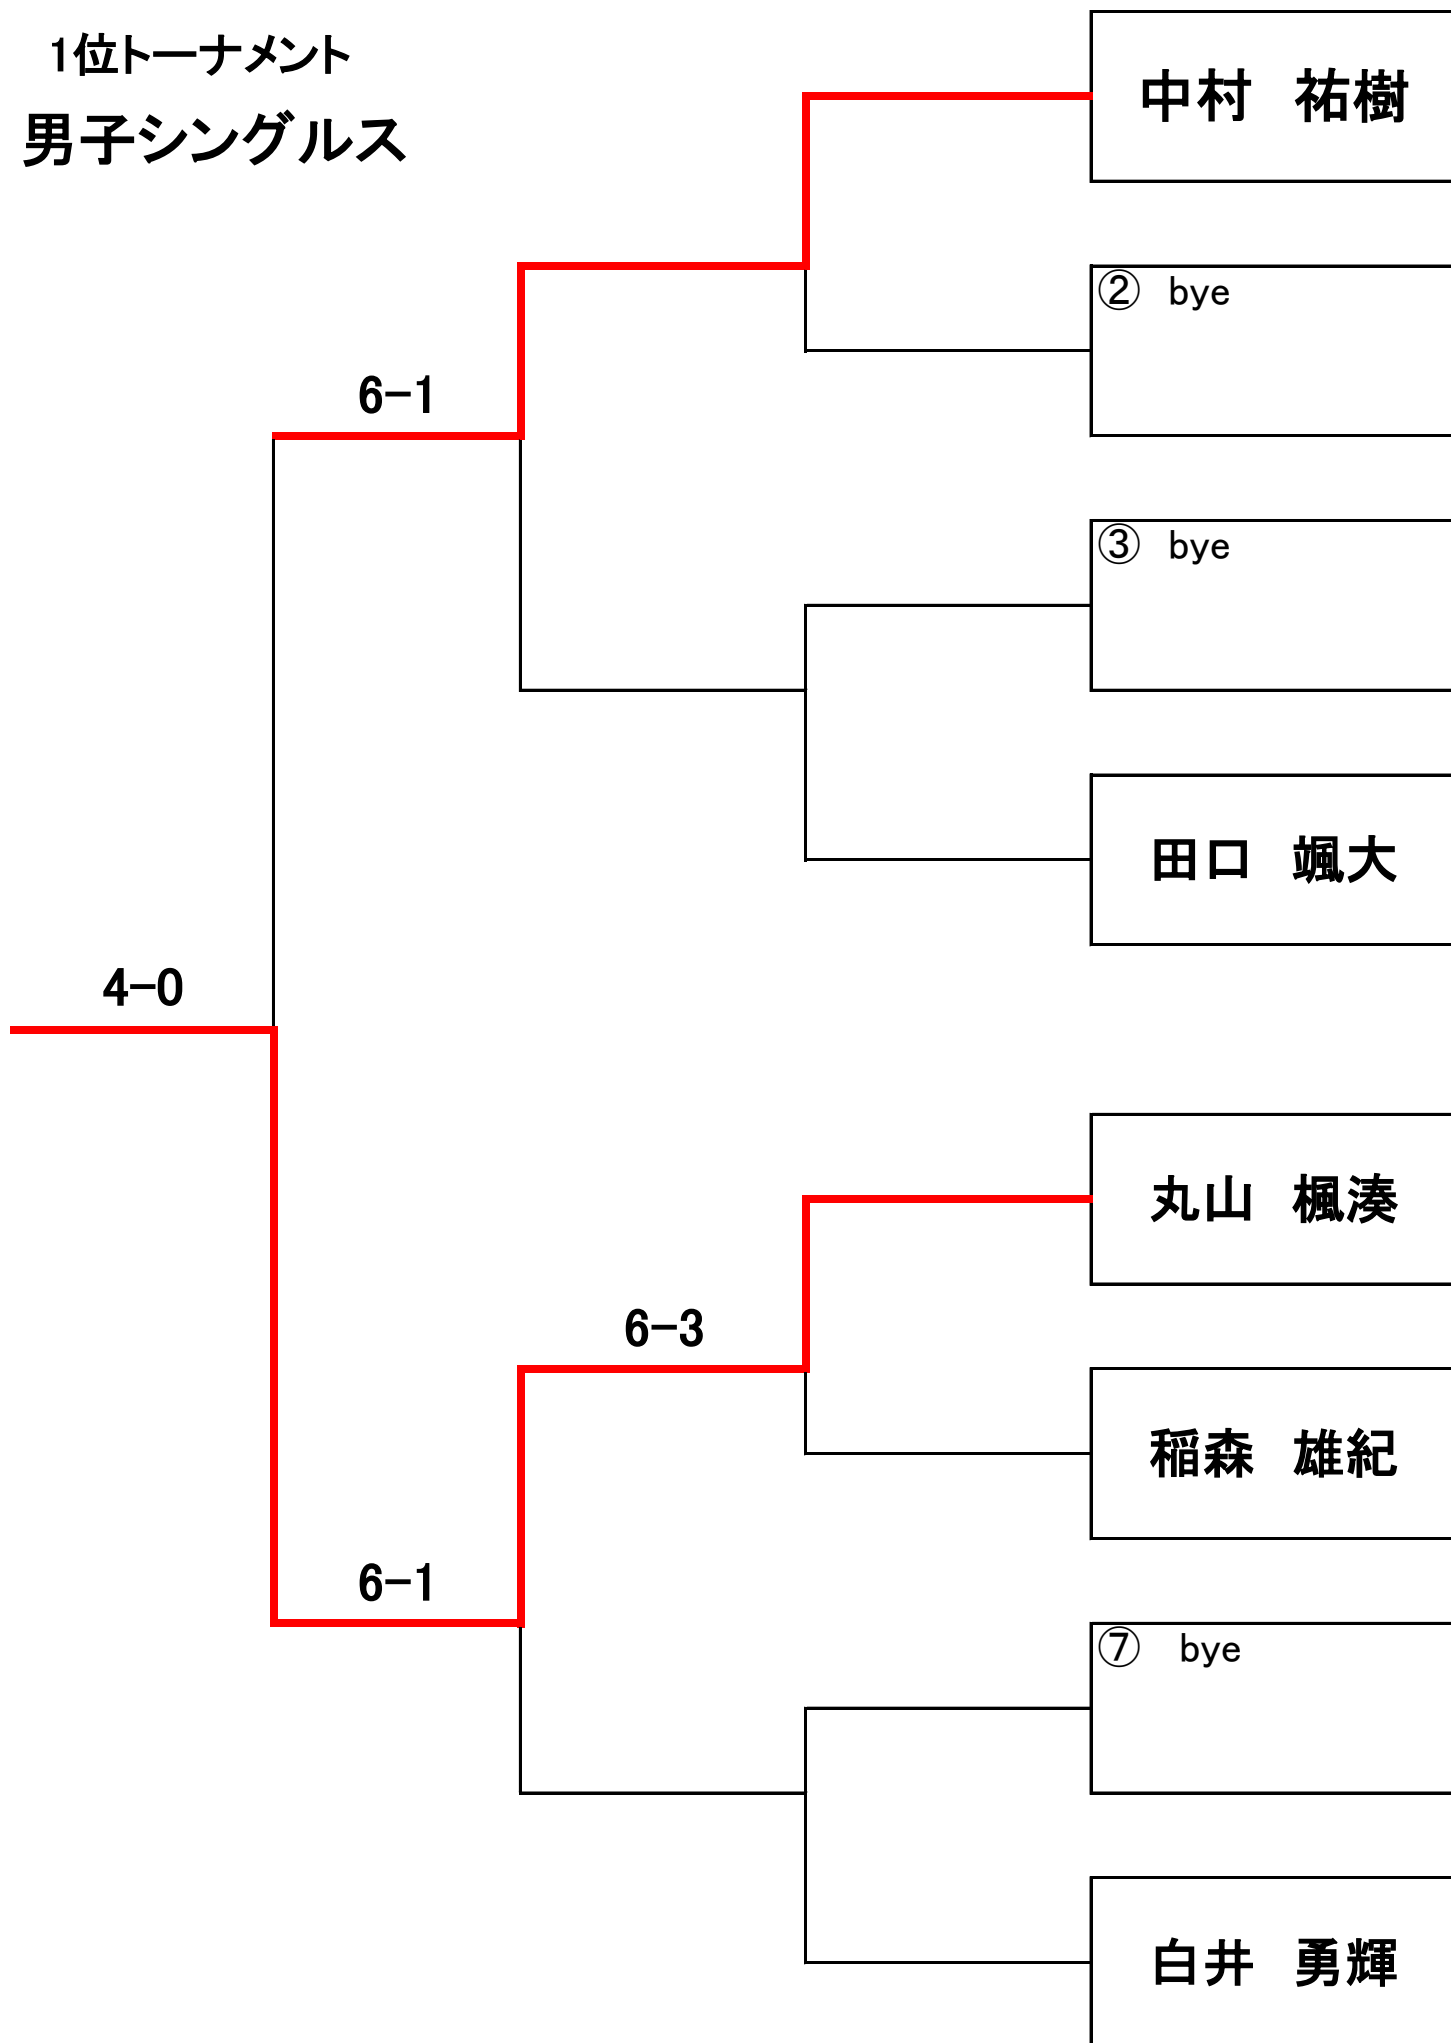 1位トーナメント
男子シングルス
中村　祐樹
② bye
6-1
③ bye
田口　颯大
4-0
丸山　楓湊
6-3
稲森　雄紀
6-1
⑦ bye
白井　勇輝